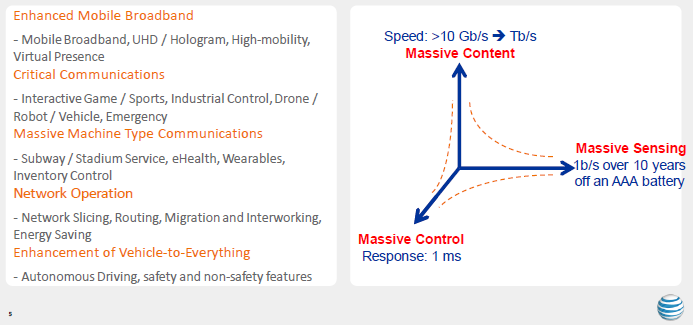 Enhanced Mobile Broadband
- Mobile Broadband, UHD / Hologram, High-mobility,
Virtual Presence
Critical Communications
- Interactive Game / Sports, Industrial Control, Drone /
Robot / Vehicle, Emergency
Massive Machine Type Communications
- Subway / Stadium Service, eHealth, Wearables,
Inventory Control
Network Operation
- Network Slicing, Routing, Migration and Interworking,
Energy Saving
Enhancement of Vehicle-to-Everything
- Autonomous Driving, safety and non-safety features
Speed: >10 Gb/s ➔ Tb/s
Massive Content
Massive Sensing
1b/s over 10 years
off an AAA battery
Massive Control
Response: 1 ms
5